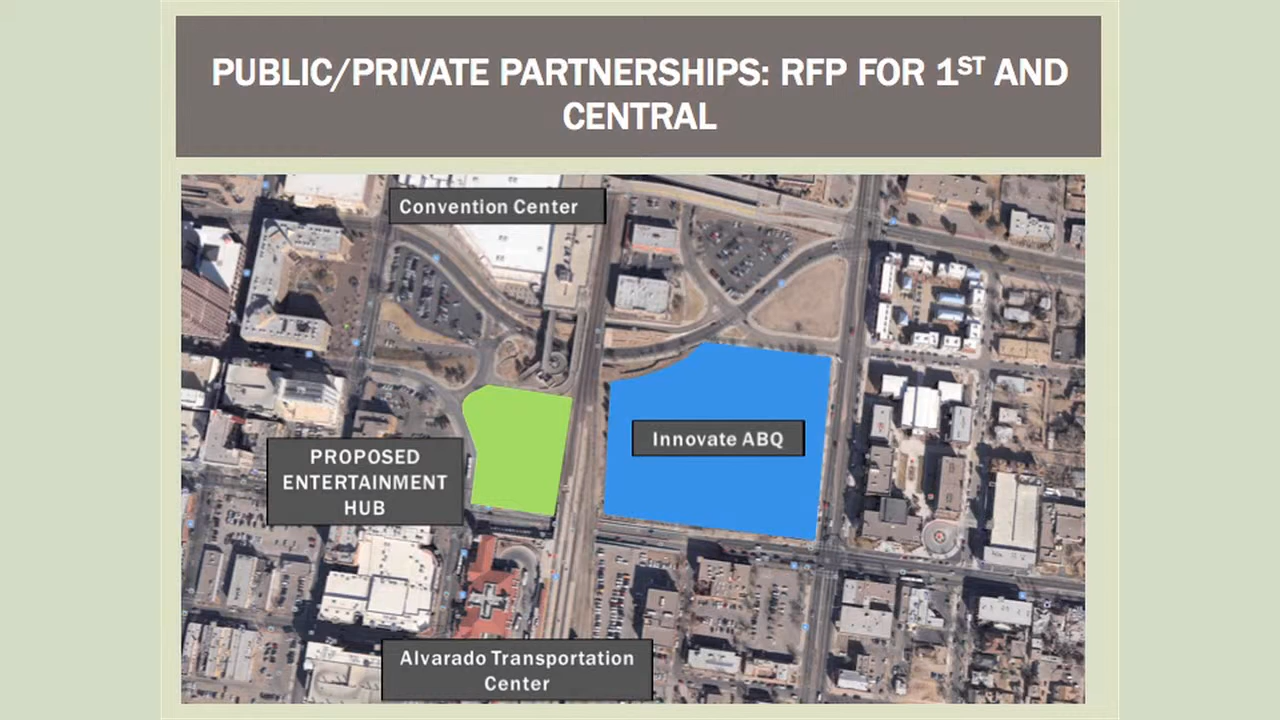 PUBLIC/PRIVATE PARTNERSHIPS: RFP FOR 1ST AND
CENTRAL
Convention Center
Innovate ABQ
PROPOSED
ENTERTAINMENT
HUB
Alvarado Transportation
Center